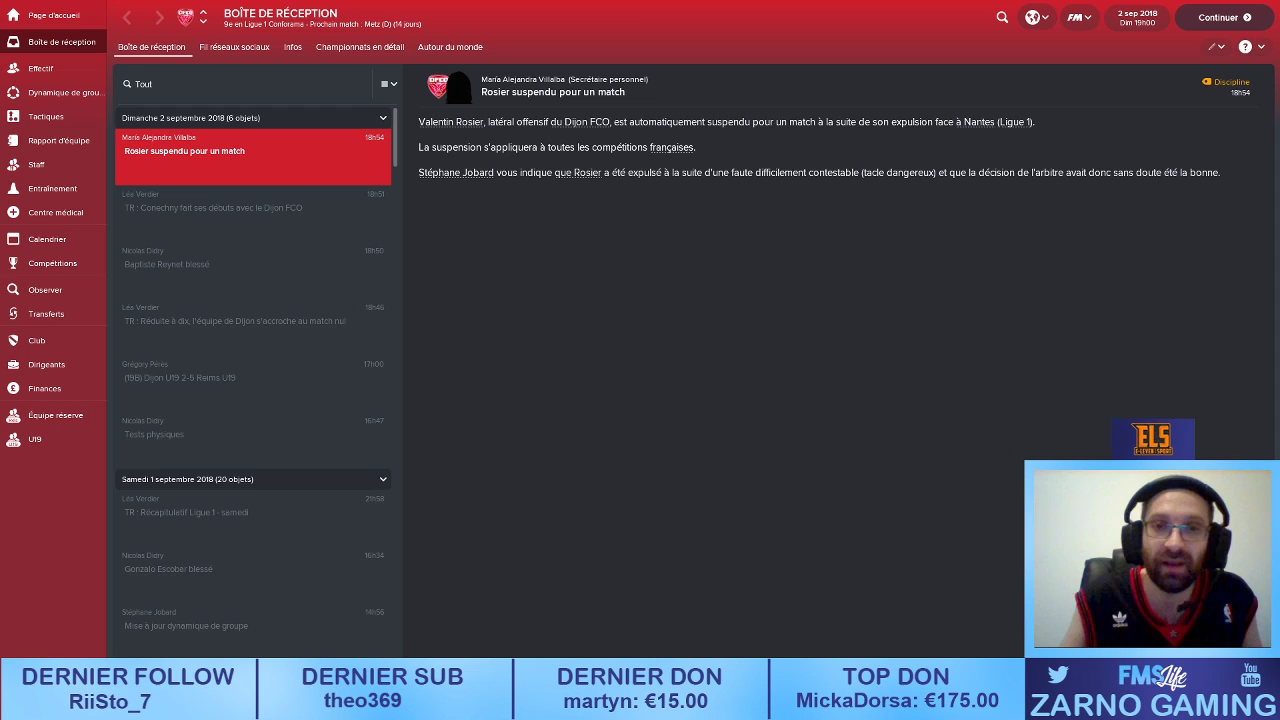 Page d'accueil
Boîte de réception
Effectif
Dynamique de grou...
Tactiques
Rapport d'équipe
Staff
Entraînement
Centre médical
Calendrier
Compétitions
Observer
Transferts
Club
Dirigeants
Finances
Équipe réserve
U19
BOÎTE DE RÉCEPTION
9e en Ligue 1 Conforama - Prochain match : Metz (D) (14 jours)
FM
2 sep 2018
Dim 19h00
Continuer
Boîte de réception Fil réseaux sociaux Infos Championnats en détail Autour du monde
?
Tout
Dimanche 2 septembre 2018 (6 objets)
María Alejandra Villalba 18h54
Rosier suspendu pour un match
Léo Verdier 18h51
TR : Conechny fait ses débuts avec le Dijon FCO
Nicolas Didry 18h50
Baptiste Reynet blessé
Léo Verdier 18h46
TR : Réduite à dix, l'équipe de Dijon s'accroche au match nul
Grégory Pérès 17h00
(19B) Dijon U19 2-5 Reims U19
Nicolas Didry 16h47
Tests physiques
Samedi 1 septembre 2018 (20 objets)
Léo Verdier 21h58
TR : Récapitulatif Ligue 1 - samedi
Nicolas Didry 16h34
Gonzalo Escobar blessé
Stéphane Jobard 14h56
Mise à jour dynamique de groupe
María Alejandra Villalba (Secrétaire personnel)
Rosier suspendu pour un match
Discipline
18h54
Valentin Rosier, latéral offensif du Dijon FCO, est automatiquement suspendu pour un match à la suite de son expulsion face à Nantes (Ligue 1).
La suspension s'appliquera à toutes les compétitions françaises.
Stéphane Jobard vous indique que Rosier a été expulsé à la suite d'une faute difficilement contestable (tacle dangereux) et que la décision de l'arbitre avait donc sans doute été la bonne.
ELS
E-LEVEN SPORT
DERNIER FOLLOW
RiiSto_7
DERNIER SUB
theo369
DERNIER DON
martyn: €15.00
TOP DON
MickaDorsa: €175.00
FMSLife
You
Tube
ZARNO GAMING